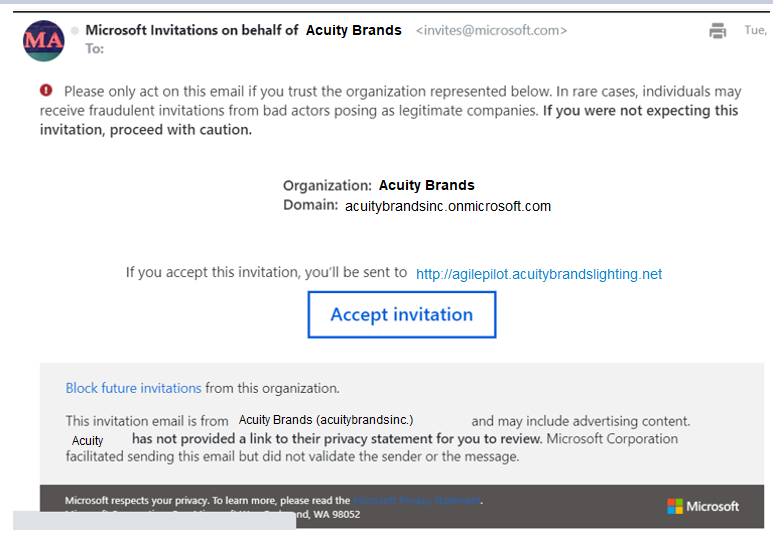 MA
Microsoft Invitations on behalf of Acuity Brands <invites@microsoft.com>
Tue,
To:
Please only act on this email if you trust the organization represented below. In rare cases, individuals may
receive fraudulent invitations from bad actors posing as legitimate companies. If you were not expecting this
invitation, proceed with caution.
Organization: Acuity Brands
Domain: acuitybrandsinc.onmicrosoft.com
If you accept this invitation, you'll be sent to http://agilepilot.acuitybrandslighting.net
Accept invitation
Block future invitations from this organization.
This invitation email is from Acuity Brands (acuitybrandsinc.) and may include advertising content.
Acuity has not provided a link to their privacy statement for you to review. Microsoft Corporation
facilitated sending this email but did not validate the sender or the message.
Microsoft respects your privacy. To learn more, please read the Microsoft Privacy Statement.
WA 98052
Microsoft